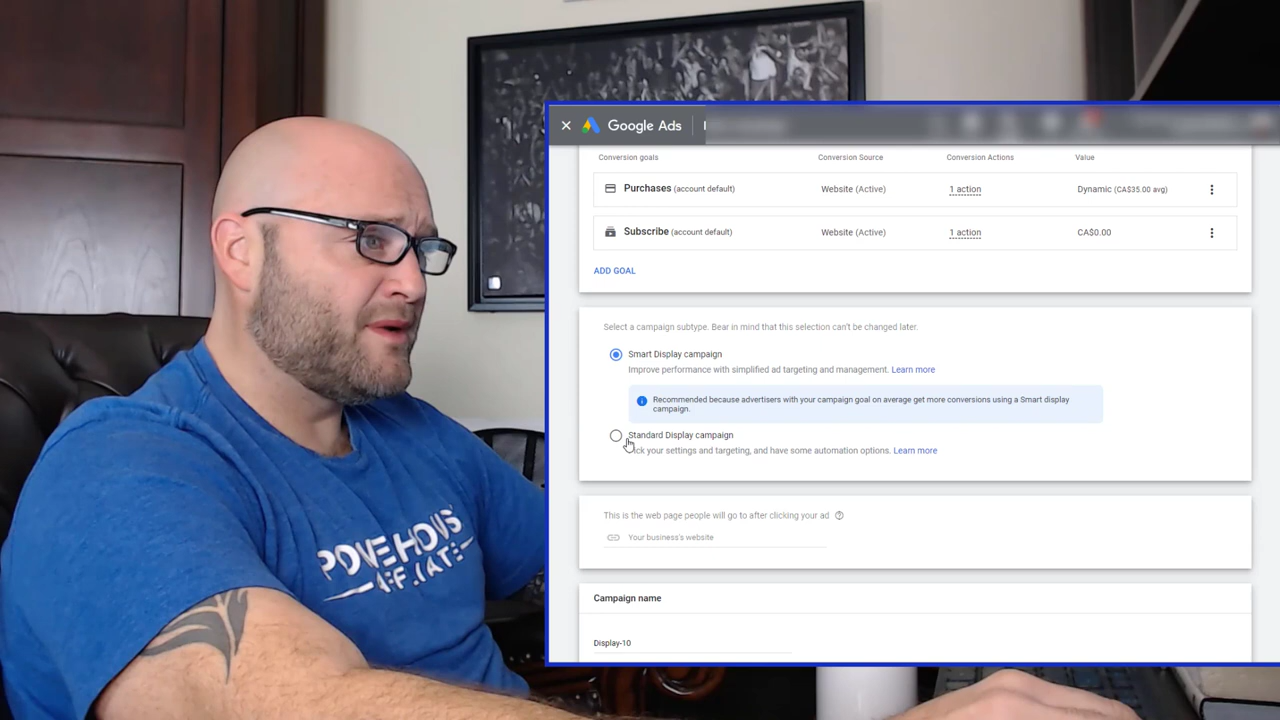 Google Ads
Conversion goals Conversion Source Conversion Actions Value
Purchases (account default) Website (Active) 1 action Dynamic (CA$35.00 avg)
Subscribe (account default) Website (Active) 1 action CA$0.00
ADD GOAL
Select a campaign subtype. Bear in mind that this selection can't be changed later.
Smart Display campaign
Improve performance with simplified ad targeting and management. Learn more
Recommended because advertisers with your campaign goal on average get more conversions using a Smart display
campaign.
Standard Display campaign
your settings and targeting, and have some automation options. Learn more
This is the web page people will go to after clicking your ad
Your business's website
Campaign name
Display-10